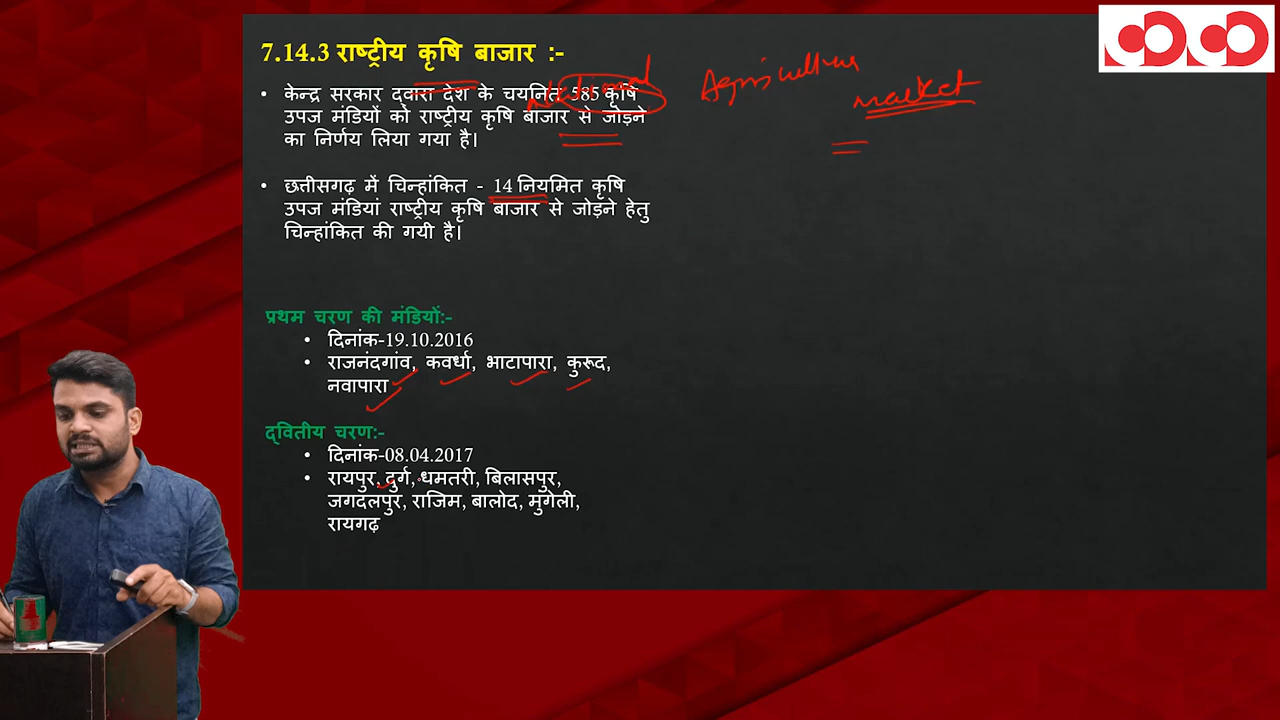 7.14.3 राष्ट्रीय कृषि बाजार :-
• केन्द्र सरकार द्वारा देश के चयनित 585 कृषि
उपज मंडियों को राष्ट्रीय कृषि बाजार से जोड़ने
का निर्णय लिया गया है।
National Agriculture
market
• छत्तीसगढ़ में चिन्हांकित - 14 नियमित कृषि
उपज मंडियां राष्ट्रीय कृषि बाजार से जोड़ने हेतु
चिन्हांकित की गयी है।
प्रथम चरण की मंडियों:-
• दिनांक-19.10.2016
• राजनंदगांव, कवर्धा, भाटापारा, कुरूद,
नवापारा
द्वितीय चरण:-
• दिनांक-08.04.2017
• रायपुर, दुर्ग, धमतरी, बिलासपुर,
जगदलपुर, राजिम, बालोद, मुगेली,
रायगढ़